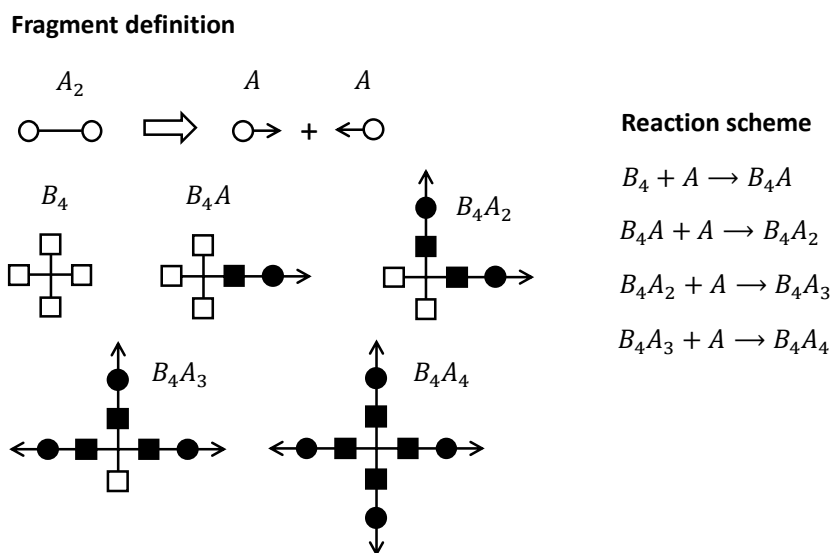 Fragment definition
A₂ A A
+
B₄ B₄A B₄A₂
B₄A₃ B₄A₄
Reaction scheme
B₄ + A ⟶ B₄A
B₄A + A ⟶ B₄A₂
B₄A₂ + A ⟶ B₄A₃
B₄A₃ + A ⟶ B₄A₄